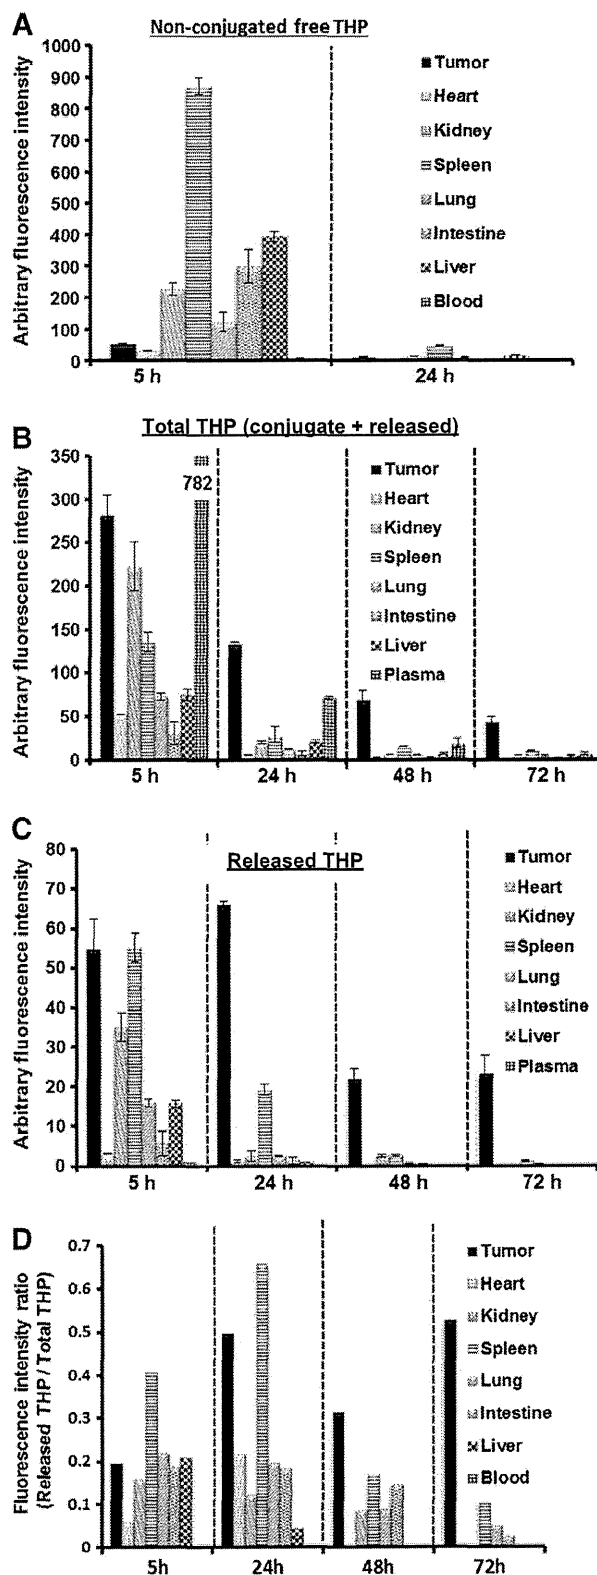 A
Non-conjugated free THP
Arbitrary fluorescence intensity
1000
900
800
700
600
500
400
300
200
100
0
Tumor
Heart
Kidney
Spleen
Lung
Intestine
Liver
Blood
5 h
24 h
B
Total THP (conjugate + released)
Arbitrary fluorescence intensity
350
300
250
200
150
100
50
0
782
Tumor
Heart
Kidney
Spleen
Lung
Intestine
Liver
Plasma
5 h
24 h
48 h
72 h
C
Released THP
Arbitrary fluorescence intensity
80
70
60
50
40
30
20
10
0
Tumor
Heart
Kidney
Spleen
Lung
Intestine
Liver
Plasma
5 h
24 h
48 h
72 h
D
Fluorescence intensity ratio
(Released THP / Total THP)
0.7
0.6
0.5
0.4
0.3
0.2
0.1
0
Tumor
Heart
Kidney
Spleen
Lung
Intestine
Liver
Blood
5h
24h
48h
72h